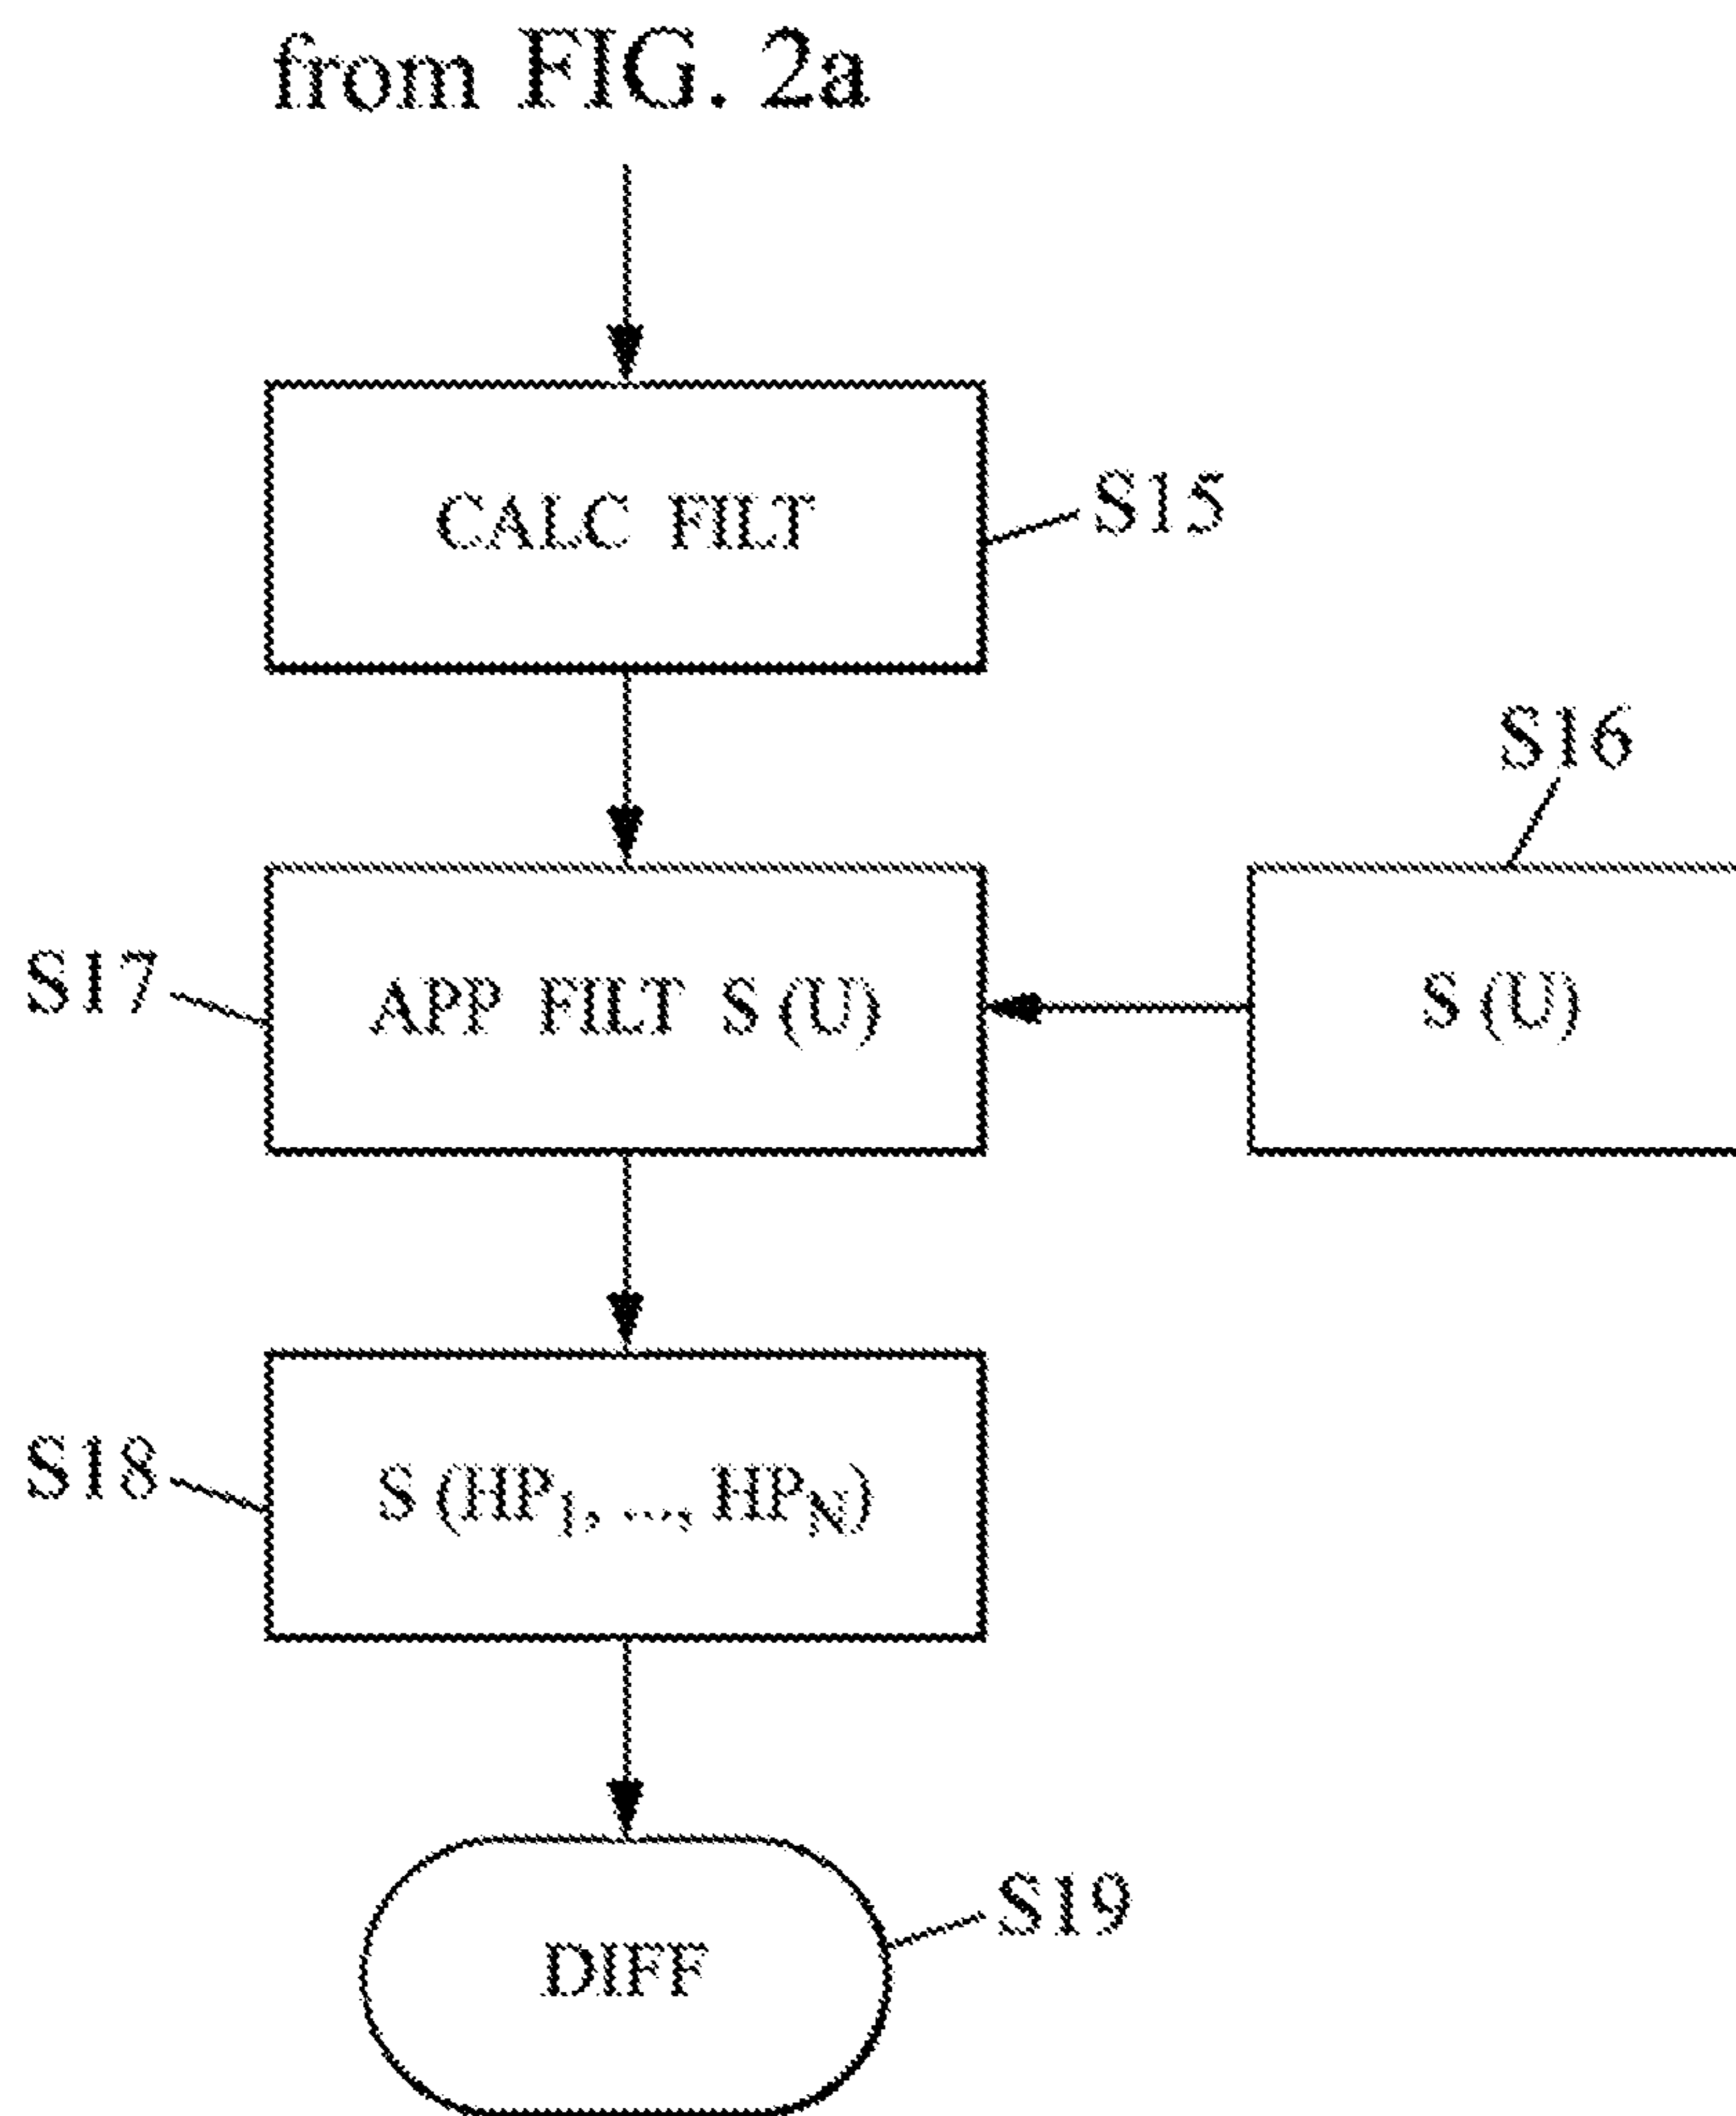 from FIG. 2a
CALC FILT
S15
S16
S17
APP FILT S (U)
S (U)
S18
S (HP1, ..., HPN)
S19
DIFF